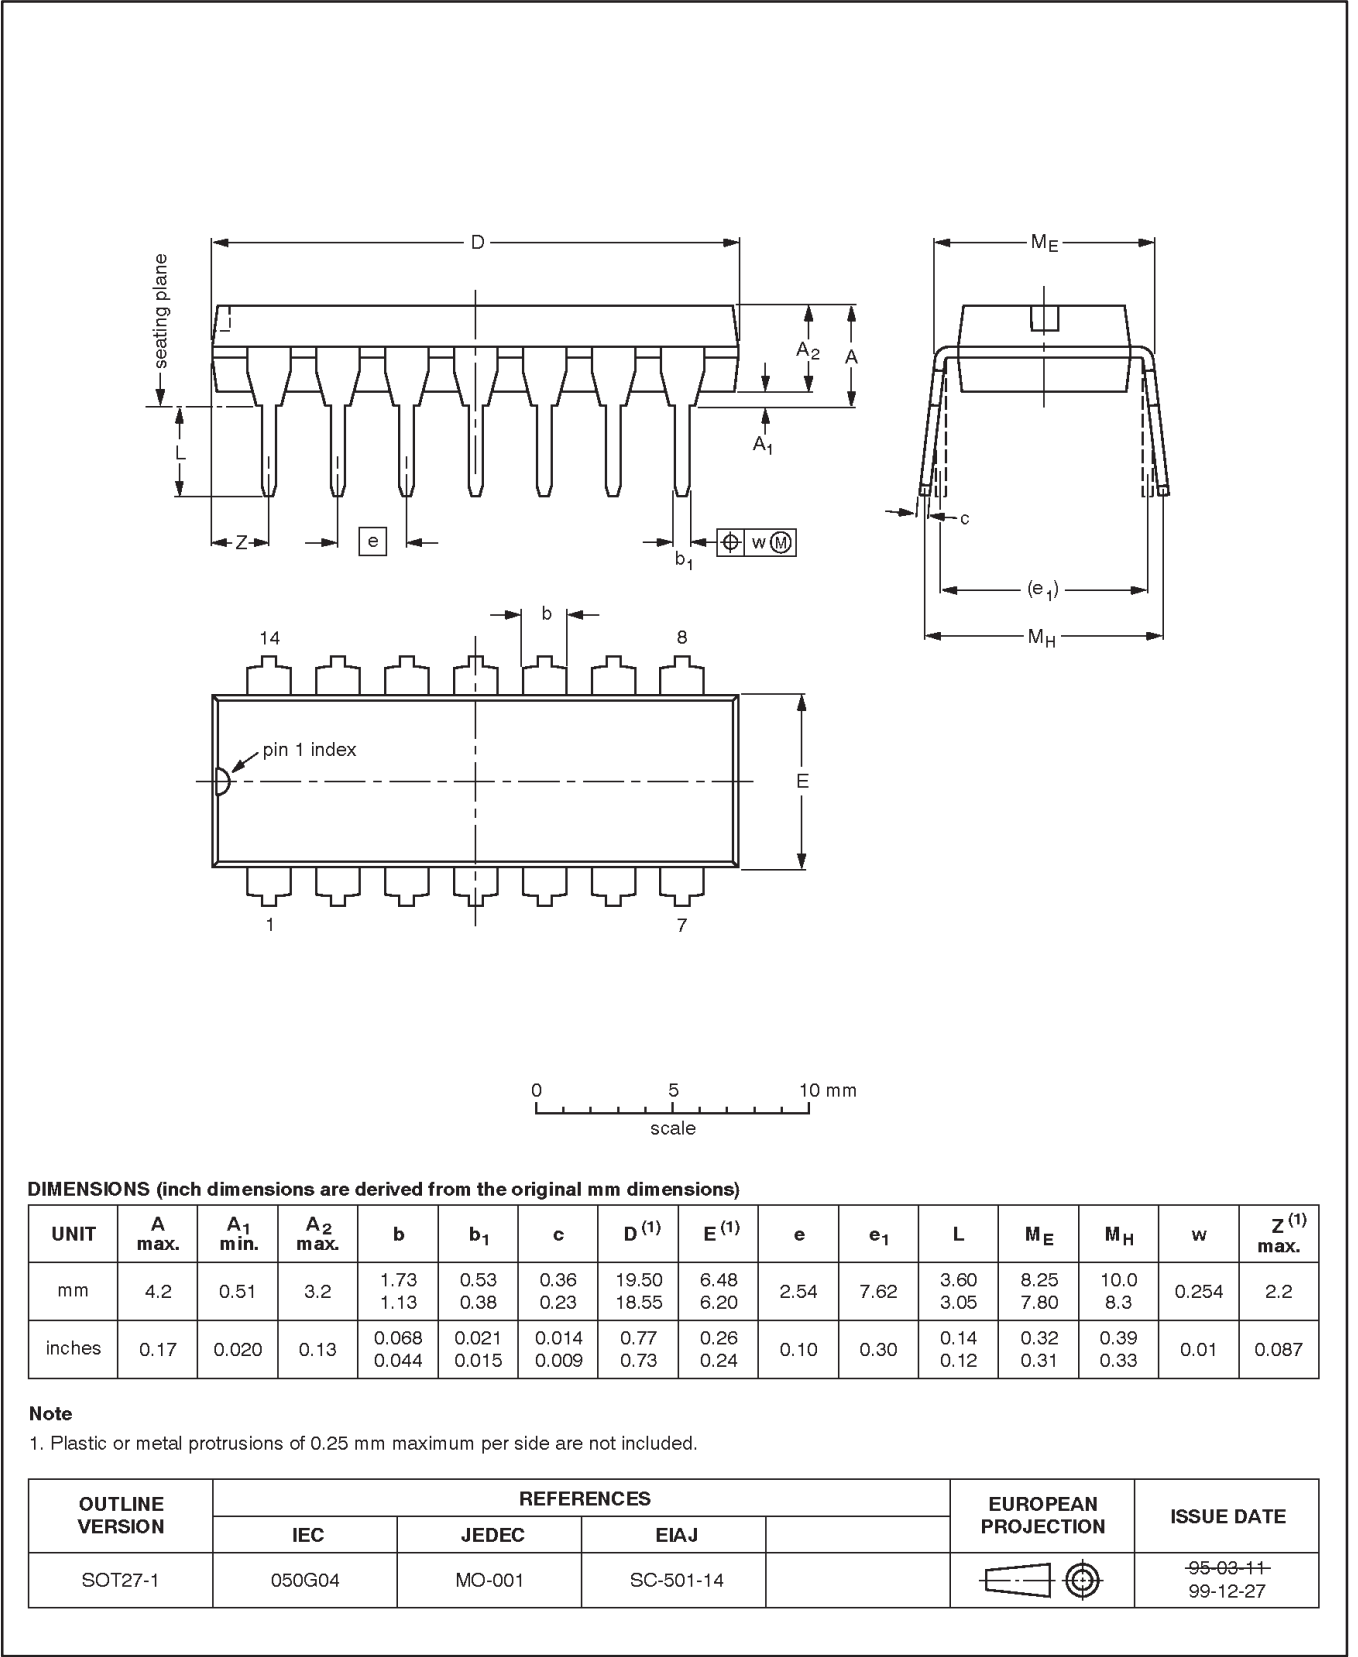 D
M E
seating plane
A 2
A
A 1
L
Z
e
b 1
w M
c
(e 1)
M H
b
14
8
pin 1 index
E
1
7
0 5 10 mm
scale
DIMENSIONS (inch dimensions are derived from the original mm dimensions)
UNIT A max. A1 min. A2 max. b b1 c D (1) E (1) e e1 L M E M H w Z (1) max.
mm 4.2 0.51 3.2 1.73 1.13 0.53 0.38 0.36 0.23 19.50 18.55 6.48 6.20 2.54 7.62 3.60 3.05 8.25 7.80 10.0 8.3 0.254 2.2
inches 0.17 0.020 0.13 0.068 0.044 0.021 0.015 0.014 0.009 0.77 0.73 0.26 0.24 0.10 0.30 0.14 0.12 0.32 0.31 0.39 0.33 0.01 0.087
Note
1. Plastic or metal protrusions of 0.25 mm maximum per side are not included.
OUTLINE VERSION REFERENCES EUROPEAN PROJECTION ISSUE DATE
IEC JEDEC EIAJ
SOT27-1 050G04 MO-001 SC-501-14 95-03-11
99-12-27